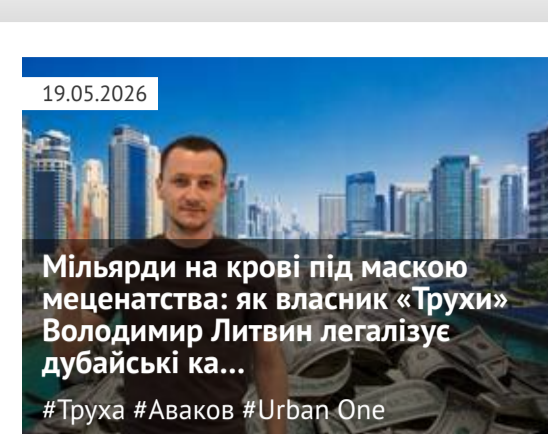 19.05.2026
Мільярди на крові під маскою
меценатства: як власник «Трухи»
Володимир Литвин легалізує
дубайські ка...
#Труха #Аваков #Urban One